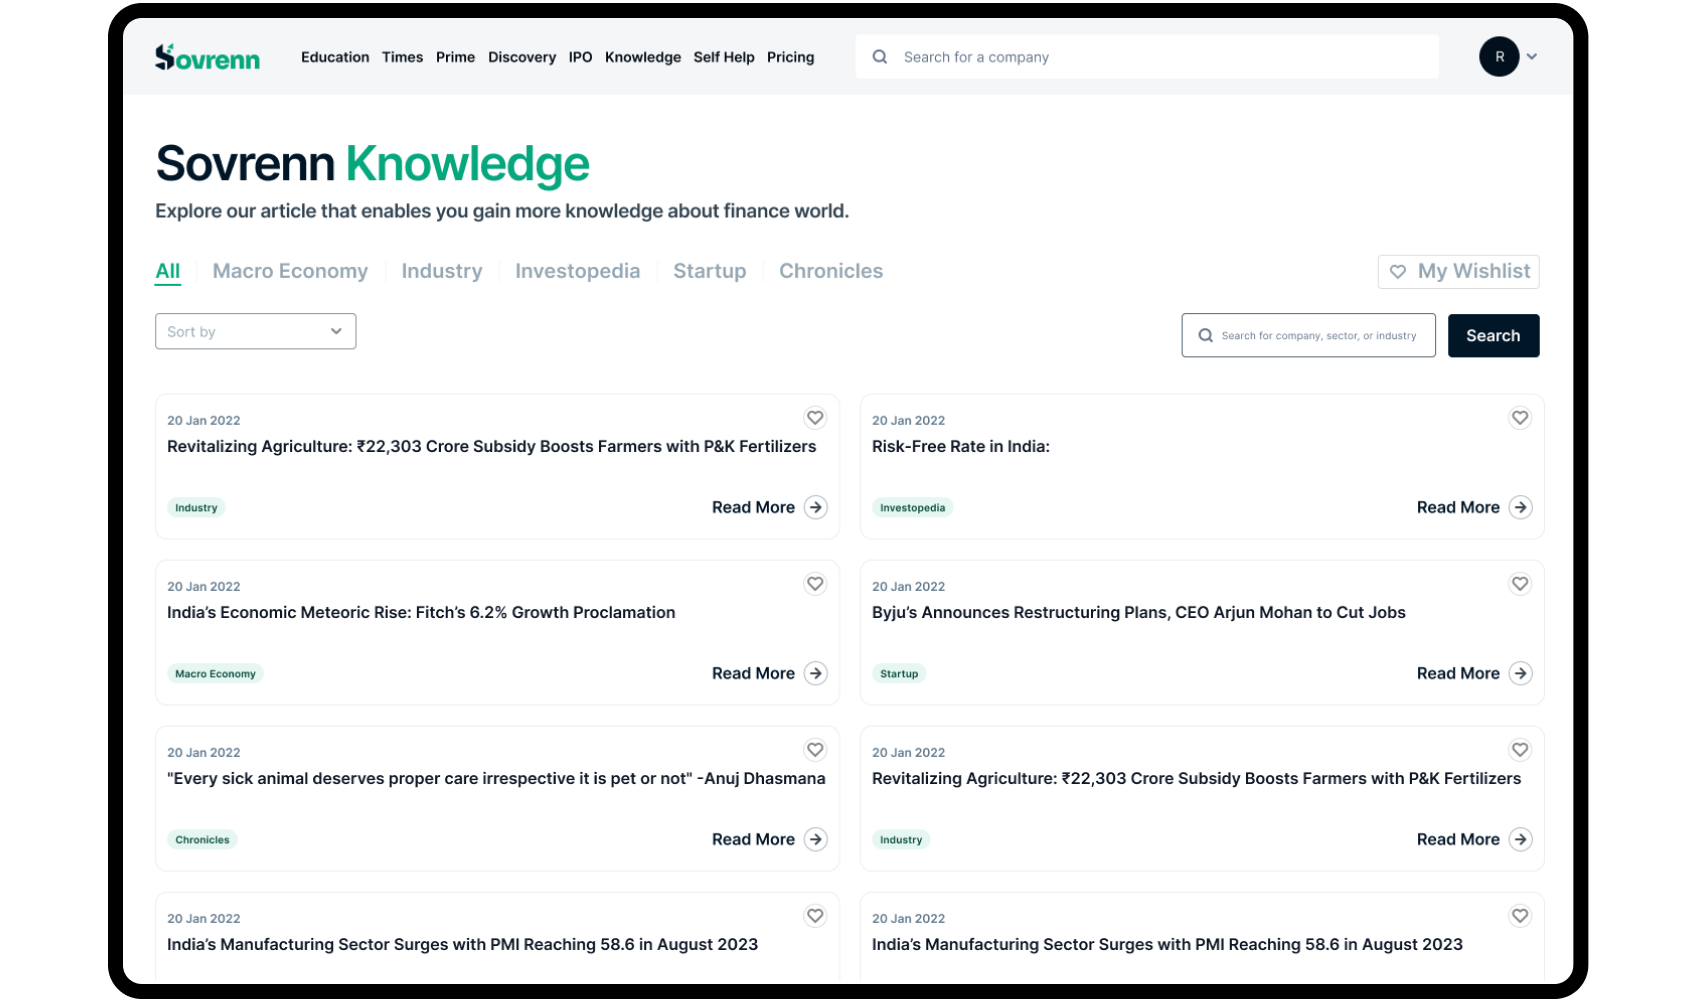 Sovrenn Education Times Prime Discovery IPO Knowledge Self Help Pricing Search for a company R
Sovrenn Knowledge
Explore our article that enables you gain more knowledge about finance world.
All Macro Economy Industry Investopedia Startup Chronicles My Wishlist
Sort by Search for company, sector, or industry Search
20 Jan 2022
Revitalizing Agriculture: ₹22,303 Crore Subsidy Boosts Farmers with P&K Fertilizers
Industry Read More
20 Jan 2022
Risk-Free Rate in India:
Investopedia Read More
20 Jan 2022
India’s Economic Meteoric Rise: Fitch’s 6.2% Growth Proclamation
Macro Economy Read More
20 Jan 2022
Byju’s Announces Restructuring Plans, CEO Arjun Mohan to Cut Jobs
Startup Read More
20 Jan 2022
"Every sick animal deserves proper care irrespective it is pet or not" -Anuj Dhasmana
Chronicles Read More
20 Jan 2022
Revitalizing Agriculture: ₹22,303 Crore Subsidy Boosts Farmers with P&K Fertilizers
Industry Read More
20 Jan 2022
India’s Manufacturing Sector Surges with PMI Reaching 58.6 in August 2023
20 Jan 2022
India’s Manufacturing Sector Surges with PMI Reaching 58.6 in August 2023